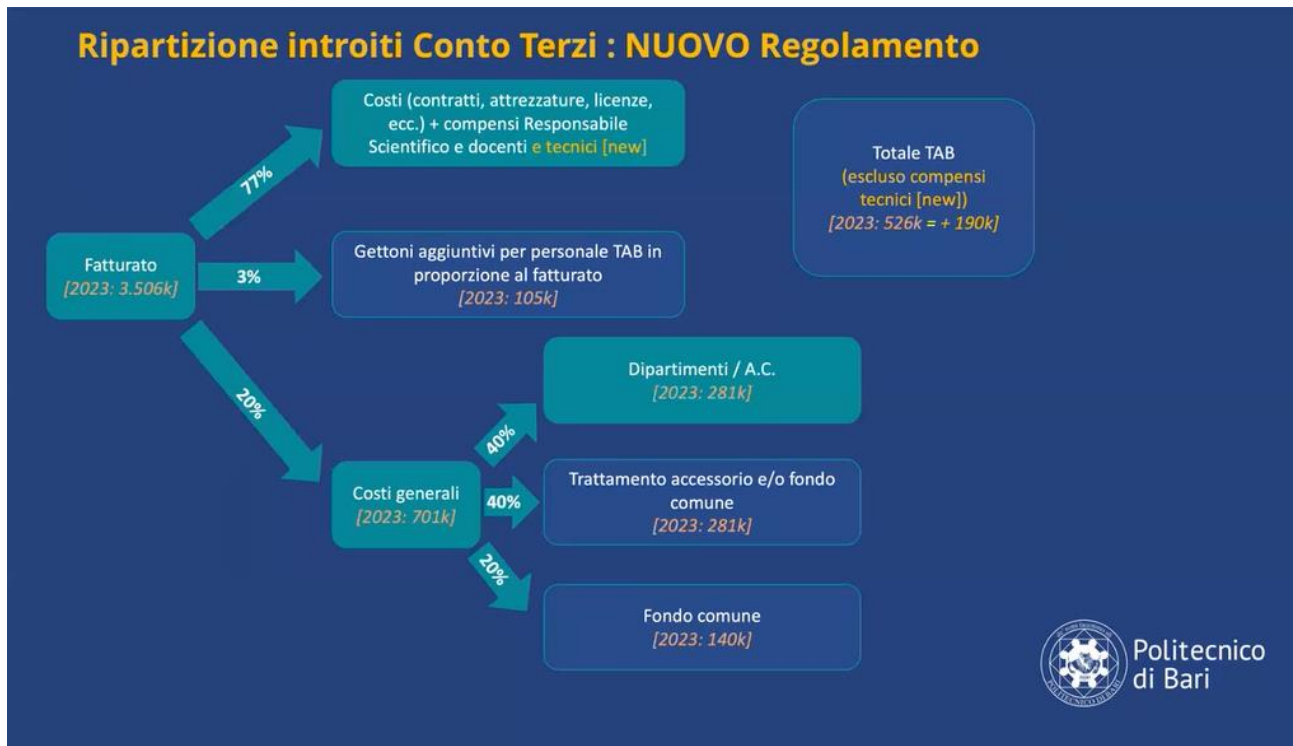 Ripartizione introiti Conto Terzi : NUOVO Regolamento
Costi (contratti, attrezzature, licenze,
ecc.) + compensi Responsabile
Scientifico e docenti e tecnici [new]
Totale TAB
(escluso compensi
tecnici [new])
[2023: 526k = + 190k]
77%
Fatturato
[2023: 3.506k]
3%
Gettoni aggiuntivi per personale TAB in
proporzione al fatturato
[2023: 105k]
20%
Costi generali
[2023: 701k]
40%
Dipartimenti / A.C.
[2023: 281k]
40%
Trattamento accessorio e/o fondo
comune
[2023: 281k]
20%
Fondo comune
[2023: 140k]
POLITECNICO DI BARI
Politecnico
di Bari